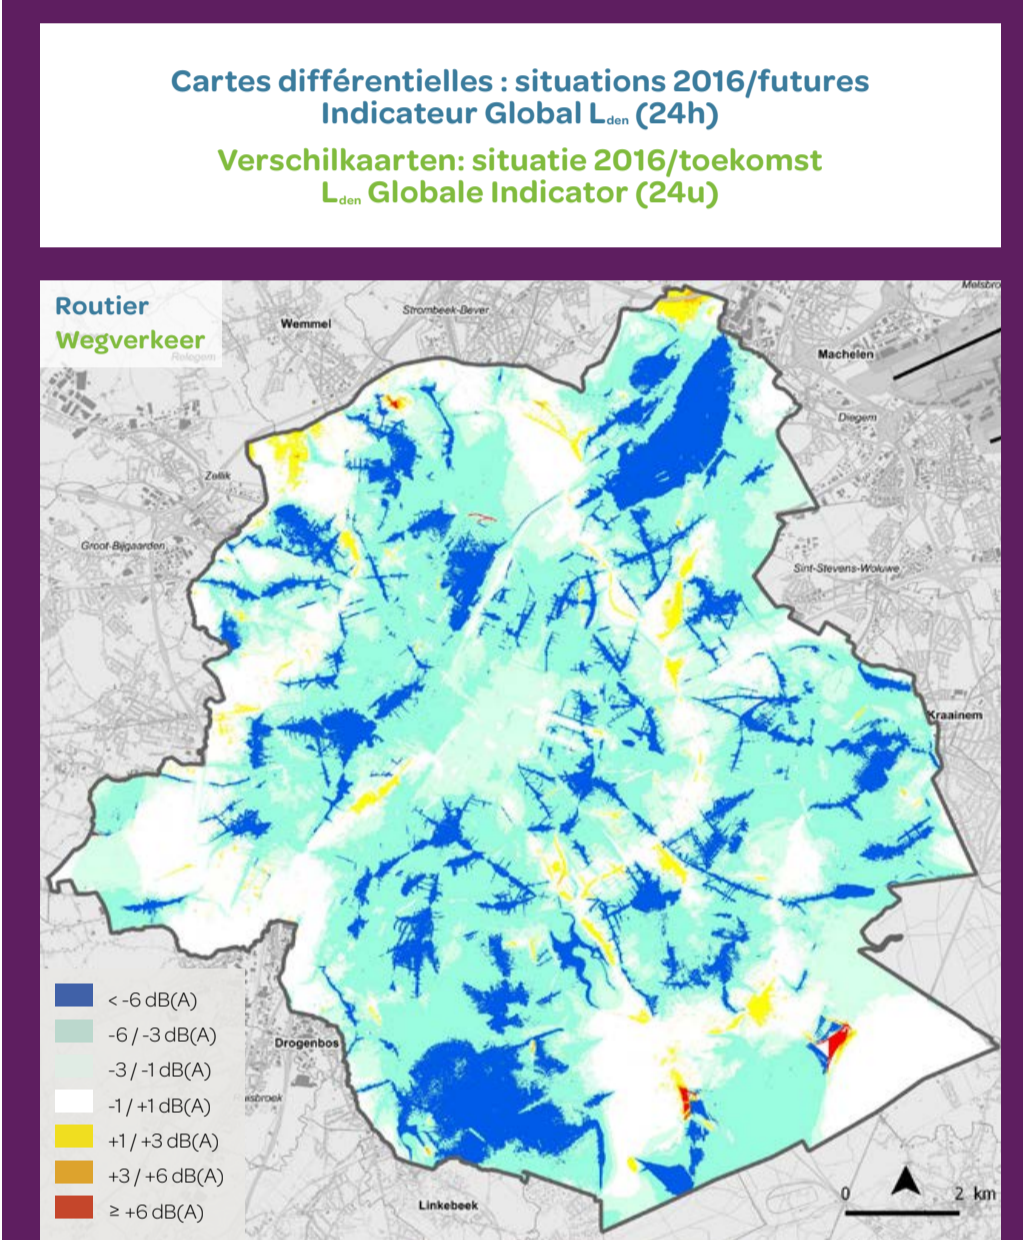 Cartes différentielles : situations 2016/futures
Indicateur Global Lden (24h)
Verschilkaarten: situatie 2016/toekomst
Lden Globale Indicator (24u)
Routier
Wegverkeer
Relegem
Wemmel
Strombeek-Bever
Machelen
Diegem
Zellik
Groot-Bijgaarden
Sint-Stevens-Woluwe
Kraainem
Drogenbos
Linkebeek
< -6 dB(A)
-6 / -3 dB(A)
-3 / -1 dB(A)
-1 / +1 dB(A)
+1 / +3 dB(A)
+3 / +6 dB(A)
≥ +6 dB(A)
0 2 km